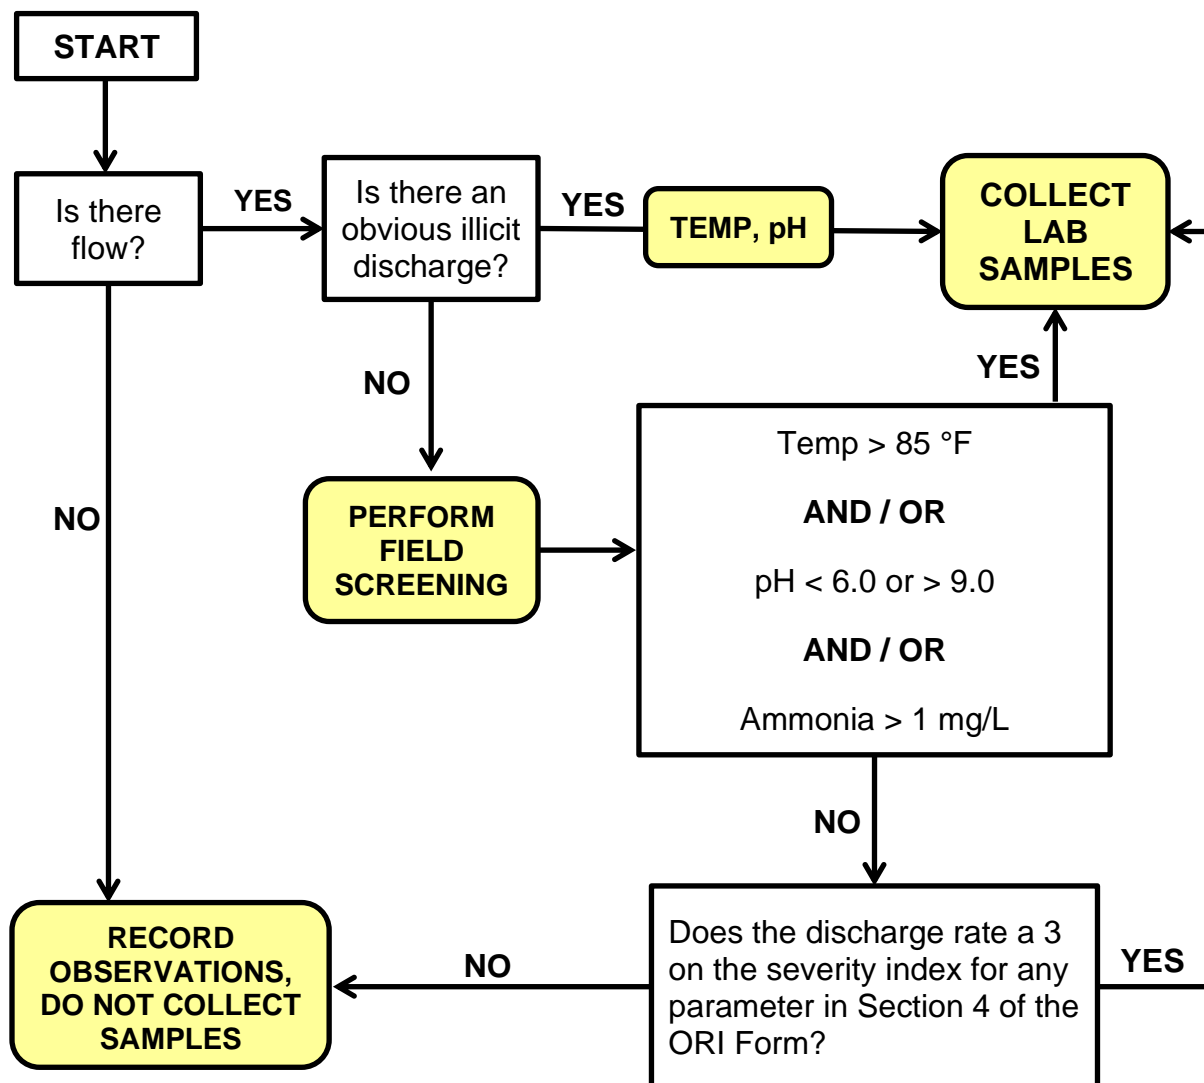 START
Is there
flow?
YES
Is there an
obvious illicit
discharge?
YES
TEMP, pH
COLLECT
LAB
SAMPLES
NO
YES
NO
PERFORM
FIELD
SCREENING
Temp > 85 °F
AND / OR
pH < 6.0 or > 9.0
AND / OR
Ammonia > 1 mg/L
NO
RECORD
OBSERVATIONS,
DO NOT COLLECT
SAMPLES
NO
Does the discharge rate a 3
on the severity index for any
parameter in Section 4 of the
ORI Form?
YES